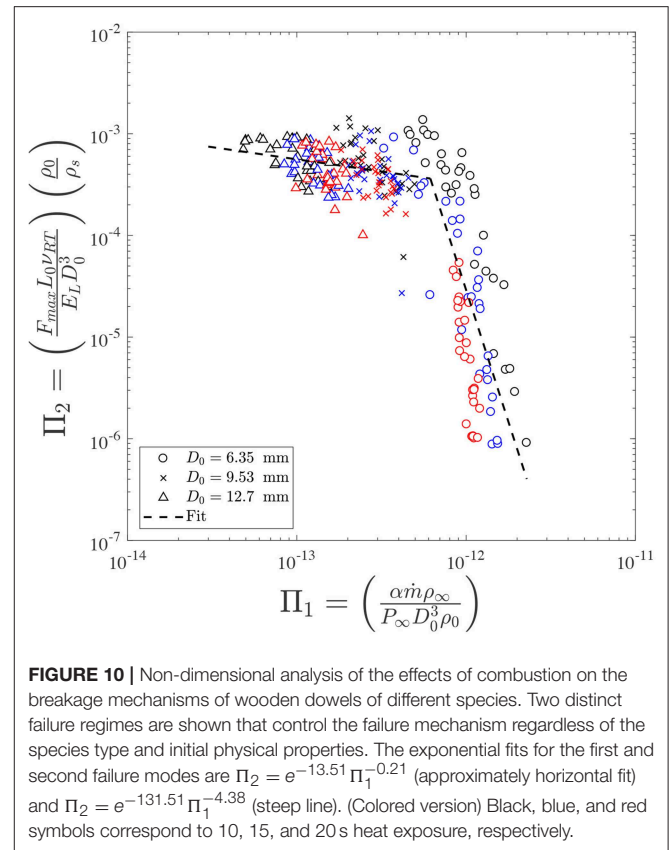 10^-2
10^-3
10^-4
10^-5
10^-6
10^-7
Π_2 = (F_max L_0 ν_RT / E_L D_0^3) (ρ_0 / ρ_s)
○ D_0 = 6.35 mm
× D_0 = 9.53 mm
△ D_0 = 12.7 mm
Fit
10^-14 10^-13 10^-12 10^-11
Π_1 = (α ṁ ρ_∞ / P_∞ D_0^3 ρ_0)
FIGURE 10 | Non-dimensional analysis of the effects of combustion on the
breakage mechanisms of wooden dowels of different species. Two distinct
failure regimes are shown that control the failure mechanism regardless of the
species type and initial physical properties. The exponential fits for the first and
second failure modes are Π_2 = e^-13.51 Π_1^-0.21 (approximately horizontal fit)
and Π_2 = e^-131.51 Π_1^-4.38 (steep line). (Colored version) Black, blue, and red
symbols correspond to 10, 15, and 20 s heat exposure, respectively.